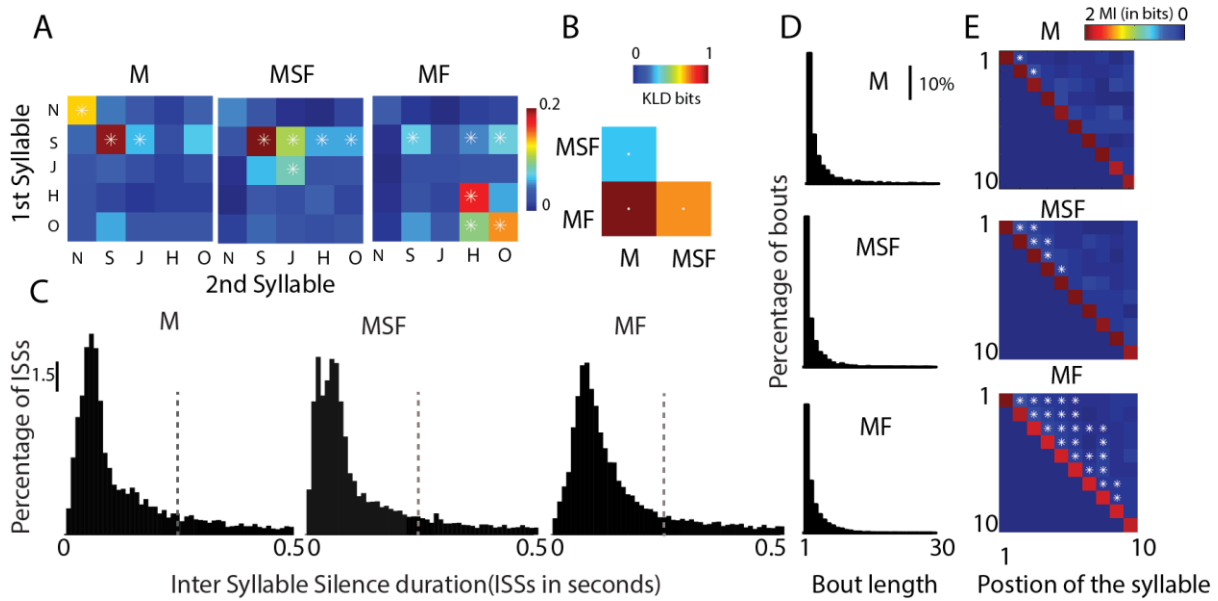 A
M
MSF
MF
1st Syllable
N
S
J
H
O
N S J H O
2nd Syllable
0.2
0
B
0 1
KLD bits
MSF
MF
M MSF
C
M
MSF
MF
Percentage of ISSs
1.5
0 0.5
0 0.5
0 0.5
Inter Syllable Silence duration(ISSs in seconds)
D
M
10%
MSF
MF
Percentage of bouts
1 30
Bout length
E
2 MI (in bits) 0
M
1
10
MSF
1
10
MF
1
10
1
10
Postion of the syllable